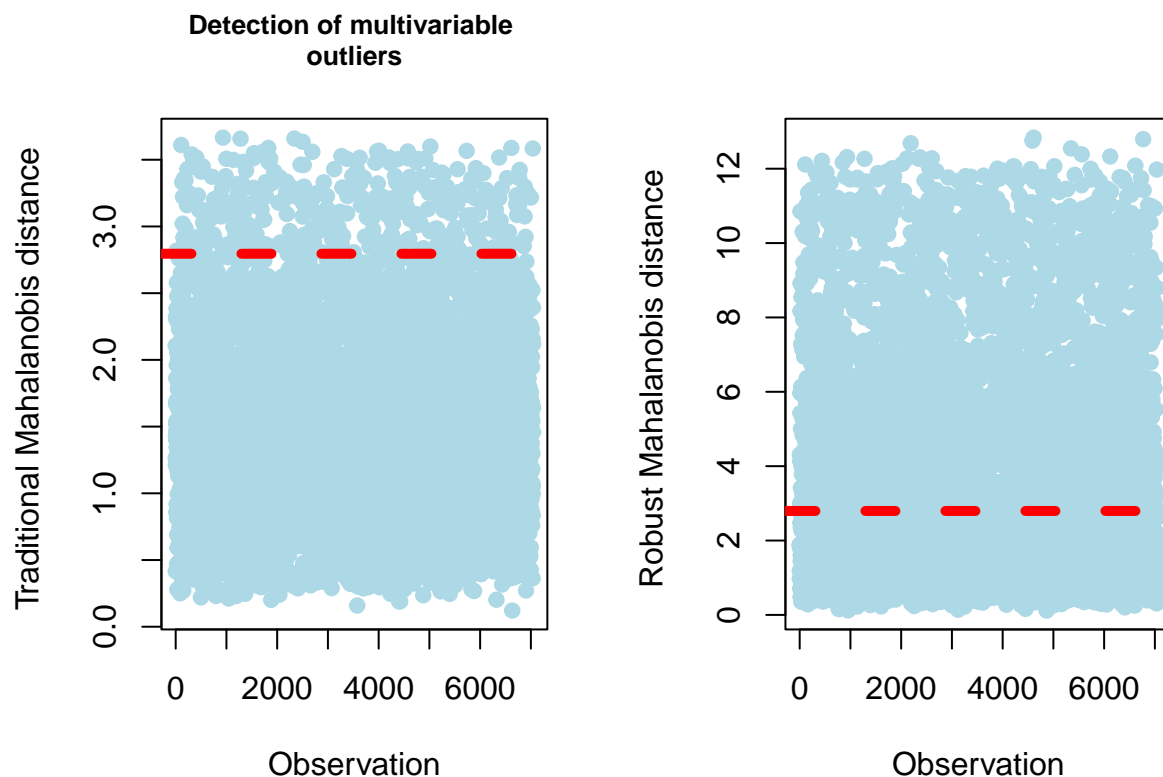 Detection of multivariable
outliers
Traditional Mahalanobis distance
0.0
1.0
2.0
3.0
0 2000 4000 6000
Observation
Robust Mahalanobis distance
0
2
4
6
8
10
12
0 2000 4000 6000
Observation